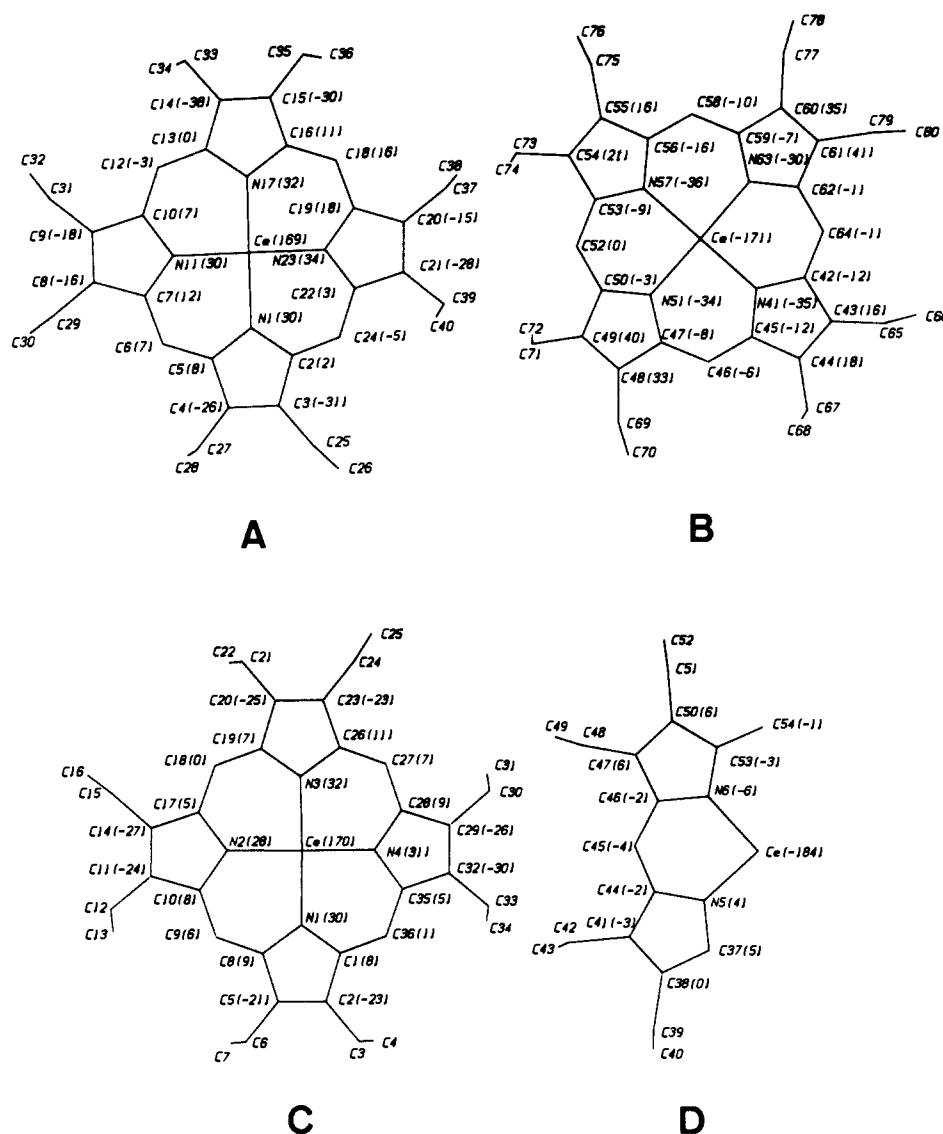 C33
C35
C36
C34
C14(-38)
C15(-30)
C13(0)
C16(11)
C12(-3)
C18(16)
C32
N17(32)
C38
C31
C37
C10(7)
C19(18)
C20(-15)
C9(-18)
Ce(169)
N11(30)
N23(34)
C8(-16)
C21(-28)
C7(12)
C22(3)
C29
N1(30)
C39
C30
C40
C6(7)
C24(-5)
C5(8)
C2(2)
C4(-26)
C3(-31)
C27
C25
C28
C26
A
C78
C76
C77
C75
C58(-10)
C55(16)
C60(35)
C79
C80
C73
C56(-16)
C59(-7)
C54(21)
N63(-30)
C61(41)
C74
N57(-36)
C62(-1)
C53(-9)
Ce(-171)
C64(-1)
C52(0)
C50(-3)
C42(-12)
N51(-34)
N41(-35)
C43(16)
C72
C65
C49(40)
C47(-8)
C45(-12)
C71
C48(33)
C46(-6)
C44(18)
C67
C69
C68
C70
B
C25
C22
C21
C24
C20(-25)
C23(-23)
C19(7)
C26(11)
C18(0)
C27(7)
C16
N3(32)
C31
C15
C30
C17(5)
C28(9)
C14(-27)
C29(-26)
N2(28)
Ce(170)
N4(31)
C11(-24)
C32(-30)
C10(8)
C35(5)
C12
C33
N1(30)
C13
C34
C9(6)
C36(1)
C8(9)
C1(8)
C5(-21)
C2(-23)
C7
C6
C3
C4
C
C52
C51
C50(6)
C54(-1)
C49
C48
C47(6)
C53(-3)
C46(-2)
N6(-6)
C45(-4)
Ce(-184)
C44(-2)
N5(4)
C41(-3)
C42
C43
C37(5)
C38(0)
C39
C40
D